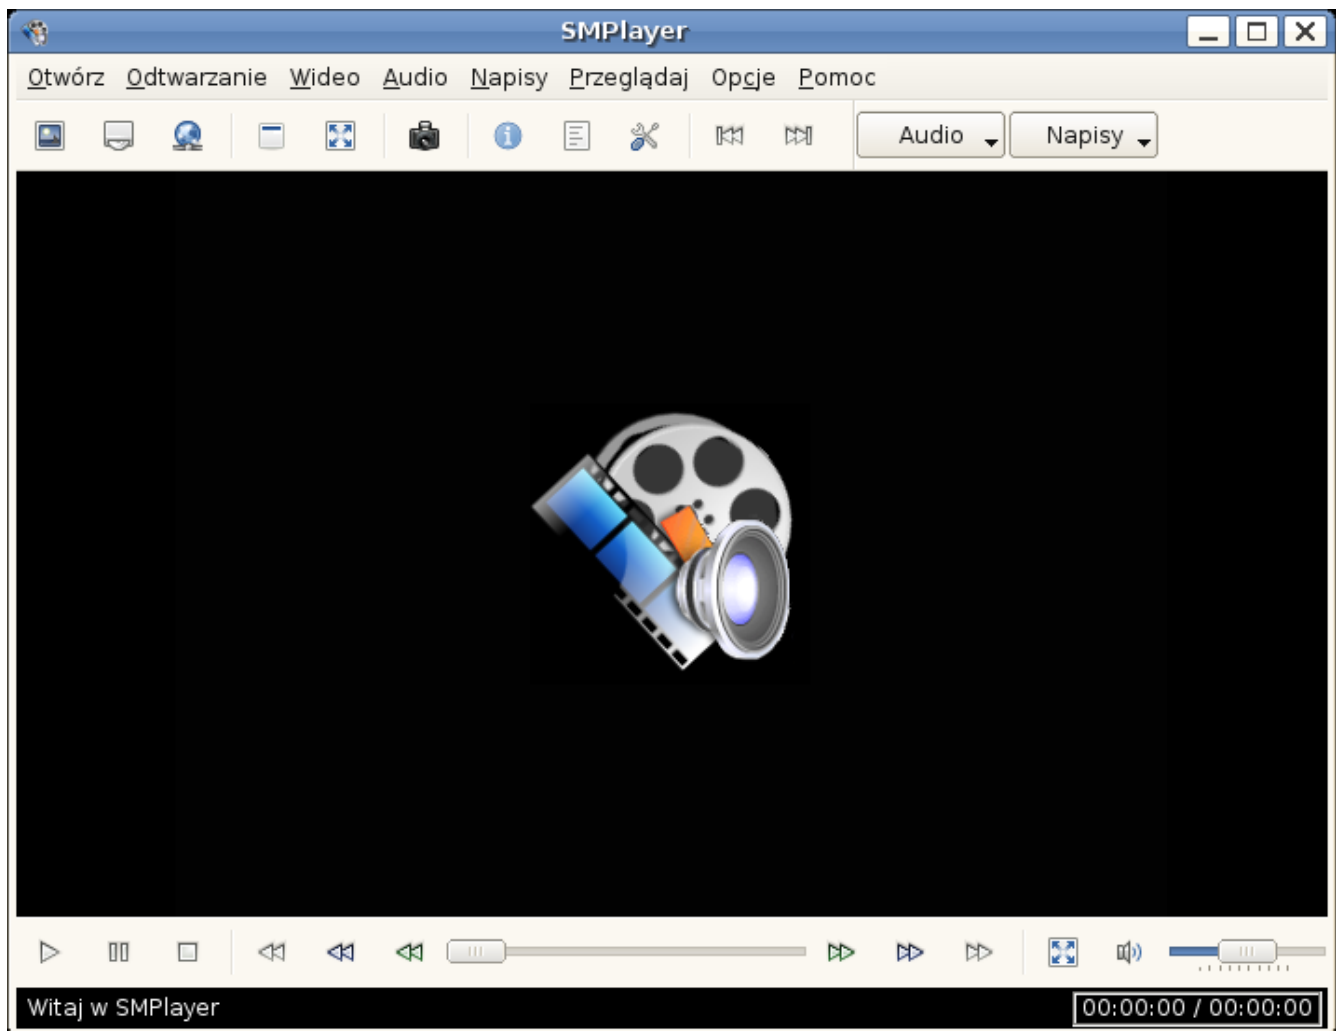 SMPlayer
Otwórz Odtwarzanie Wideo Audio Napisy Przeglądaj Opcje Pomoc
Audio Napisy
Witaj w SMPlayer 00:00:00 / 00:00:00